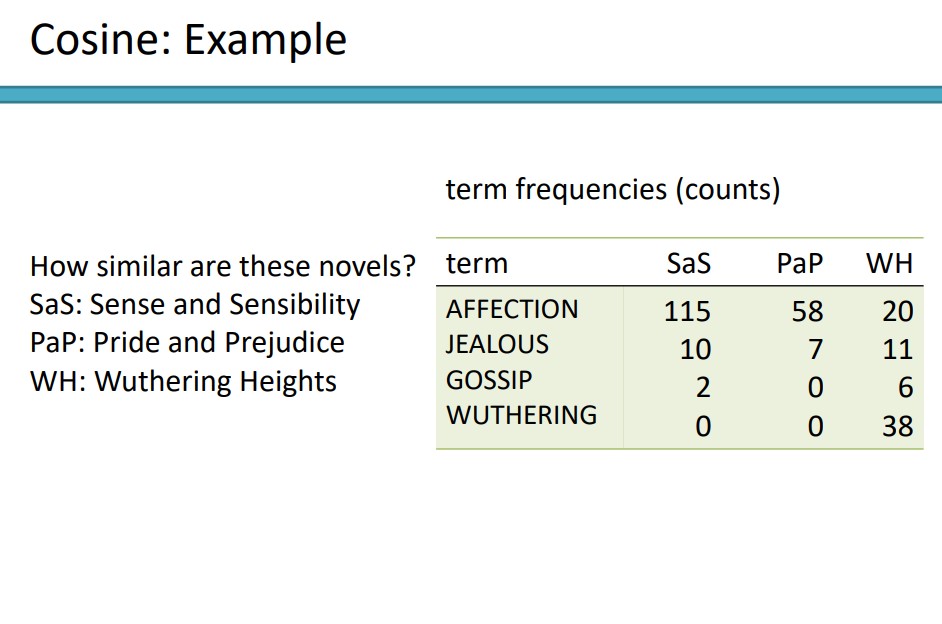 Cosine: Example
term frequencies (counts)
How similar are these novels?
SaS: Sense and Sensibility
PaP: Pride and Prejudice
WH: Wuthering Heights
term SaS PaP WH
AFFECTION 115 58 20
JEALOUS 10 7 11
GOSSIP 2 0 6
WUTHERING 0 0 38